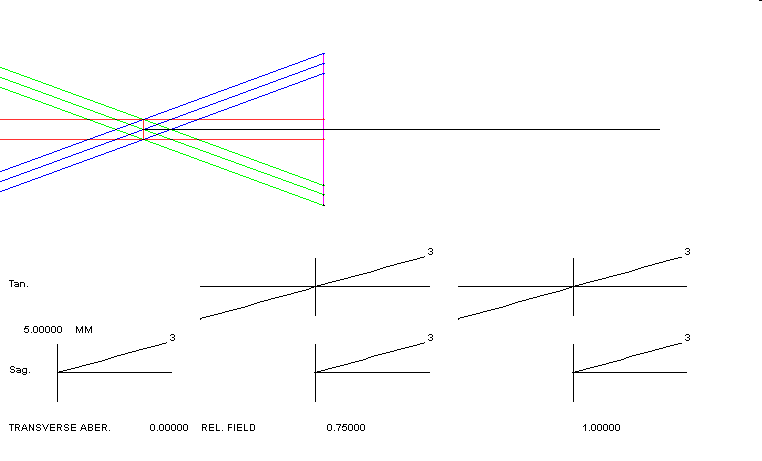 3 3
Tan.
5.00000 MM
3 3 3
Sag.
TRANSVERSE ABER. 0.00000 REL. FIELD 0.75000 1.00000